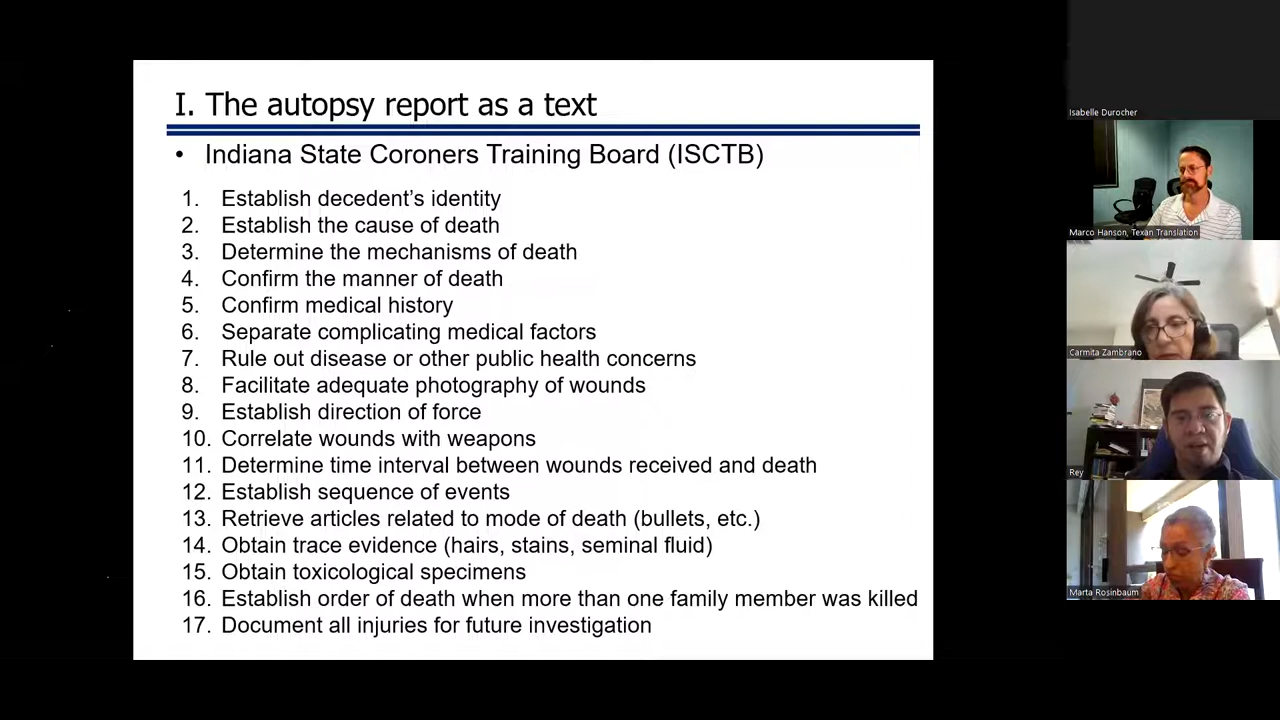 I. The autopsy report as a text
• Indiana State Coroners Training Board (ISCTB)
1. Establish decedent's identity
2. Establish the cause of death
3. Determine the mechanisms of death
4. Confirm the manner of death
5. Confirm medical history
6. Separate complicating medical factors
7. Rule out disease or other public health concerns
8. Facilitate adequate photography of wounds
9. Establish direction of force
10. Correlate wounds with weapons
11. Determine time interval between wounds received and death
12. Establish sequence of events
13. Retrieve articles related to mode of death (bullets, etc.)
14. Obtain trace evidence (hairs, stains, seminal fluid)
15. Obtain toxicological specimens
16. Establish order of death when more than one family member was killed
17. Document all injuries for future investigation
Isabelle Durocher
Marco Hanson, Texan Translation
Carmita Zambrano
Rey
Marta Rosinbaum